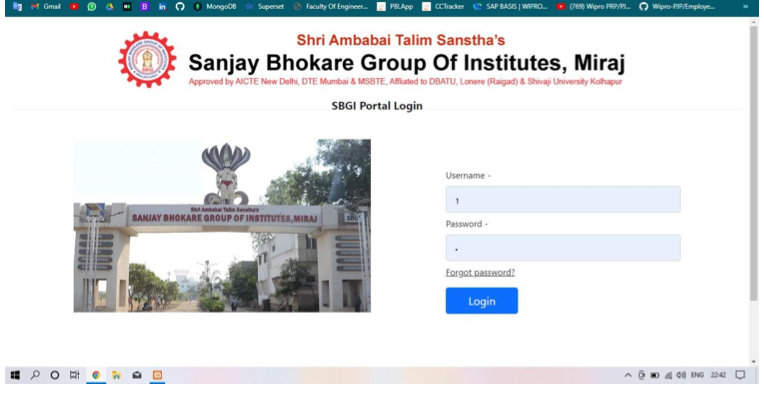 Gmail
MongoDB
Superset
Faculty Of Engineer...
PBLApp
CCTracker
SAP BASIS | WIPRO...
(769) Wipro PRP/PJ...
Wipro-PJP/Employe...
»
Shri Ambabai Talim Sanstha's
Sanjay Bhokare Group Of Institutes, Miraj
Approved by AICTE New Delhi, DTE Mumbai & MSBTE, Affliated to DBATU, Lonere (Raigad) & Shivaji University Kolhapur
SBGI Portal Login
Shri Ambabai Talim Sanstha's
SANJAY BHOKARE GROUP OF INSTITUTES, MIRAJ
Username -
1
Password -
Forgot password?
Login
ENG 22:42